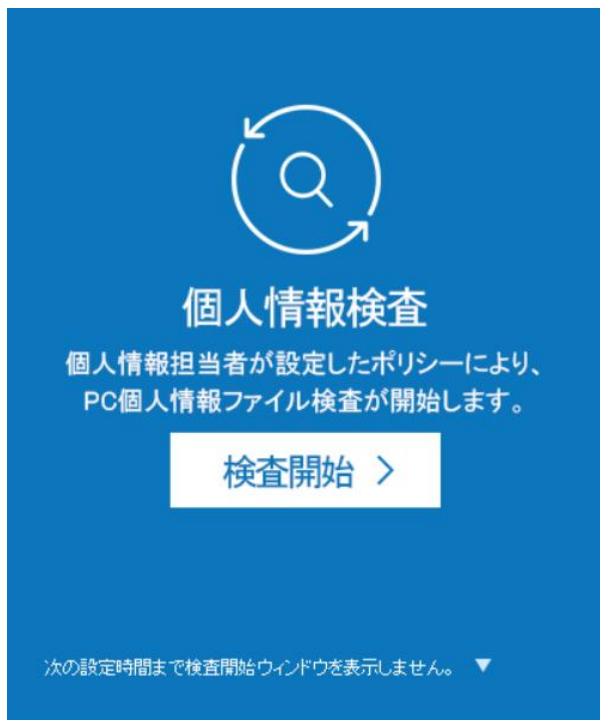 個人情報検査
個人情報担当者が設定したポリシーにより、
PC個人情報ファイル検査が開始します。
検査開始 >
次の設定時間まで検査開始ウィンドウを表示しません。 ▼